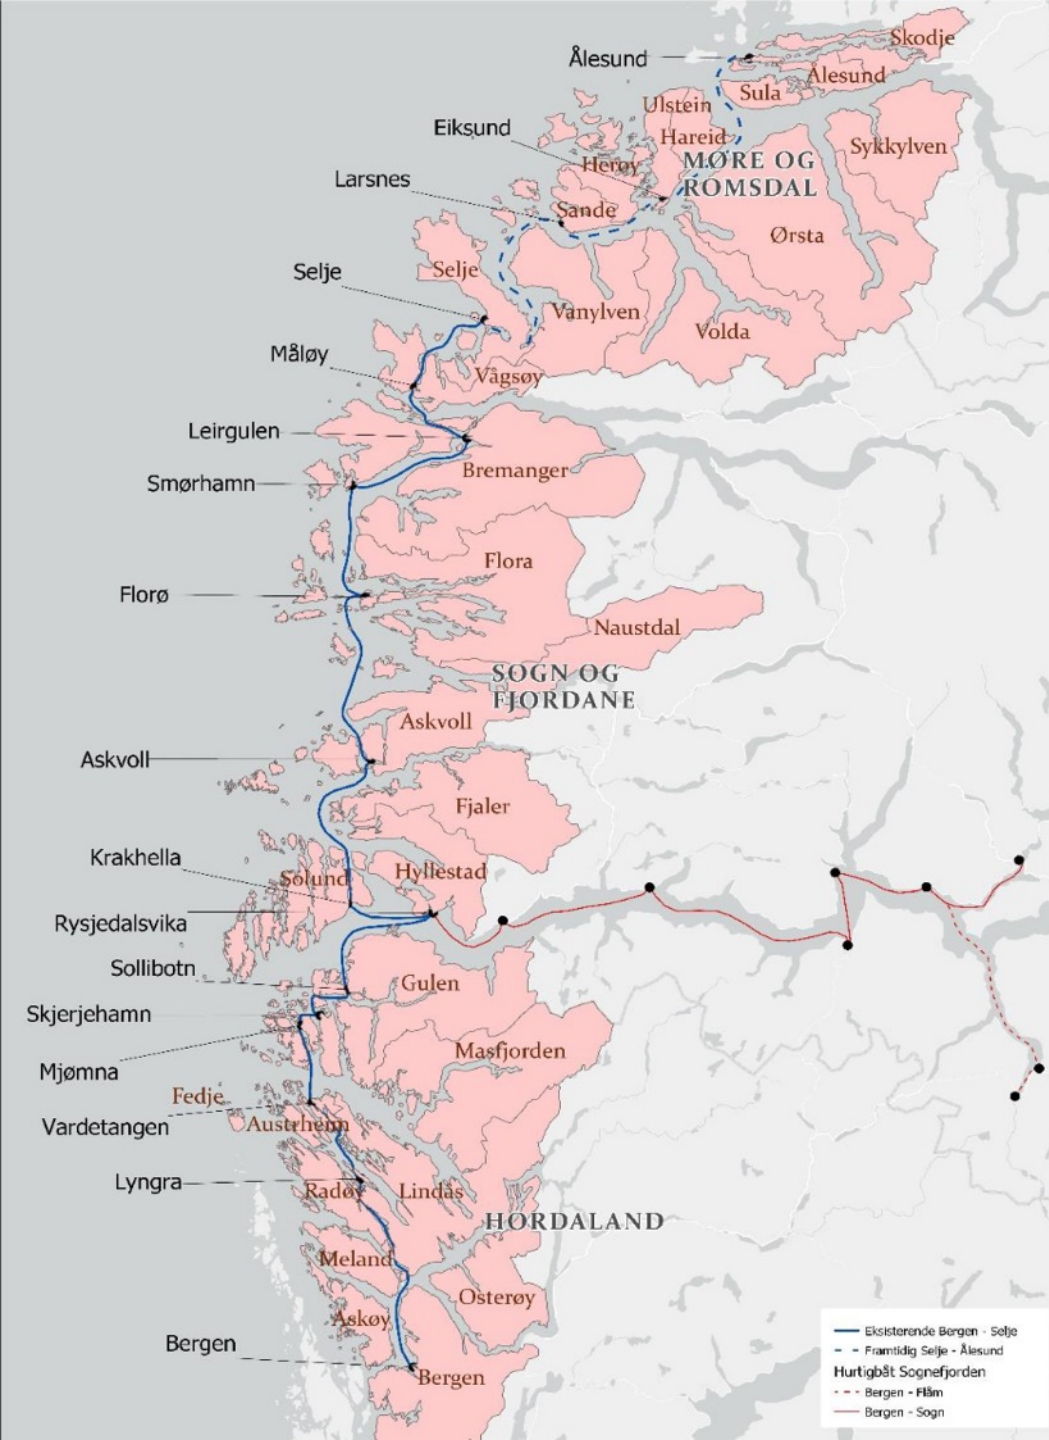 Skodje
Ålesund
Ålesund
Sula
Ulstein
Eiksund
Hareid
Sykkylven
Herøy
MØRE OG
ROMSDAL
Larsnes
Sande
Ørsta
Selje
Selje
Vanylven
Volda
Måløy
Vågsøy
Leirgulen
Bremanger
Smørhamn
Flora
Florø
Naustdal
SOGN OG
FJORDANE
Askvoll
Askvoll
Fjaler
Krakhella
Hyllestad
Solund
Rysjedalsvika
Sollibotn
Gulen
Skjerjehamn
Masfjorden
Mjømna
Fedje
Vardetangen
Austrheim
Lyngra
Radøy
Lindås
HORDALAND
Meland
Osterøy
Askøy
Bergen
Bergen
Eksisterende Bergen - Selje
Framtidig Selje - Ålesund
Hurtigbåt Sognefjorden
Bergen - Flåm
Bergen - Sogn